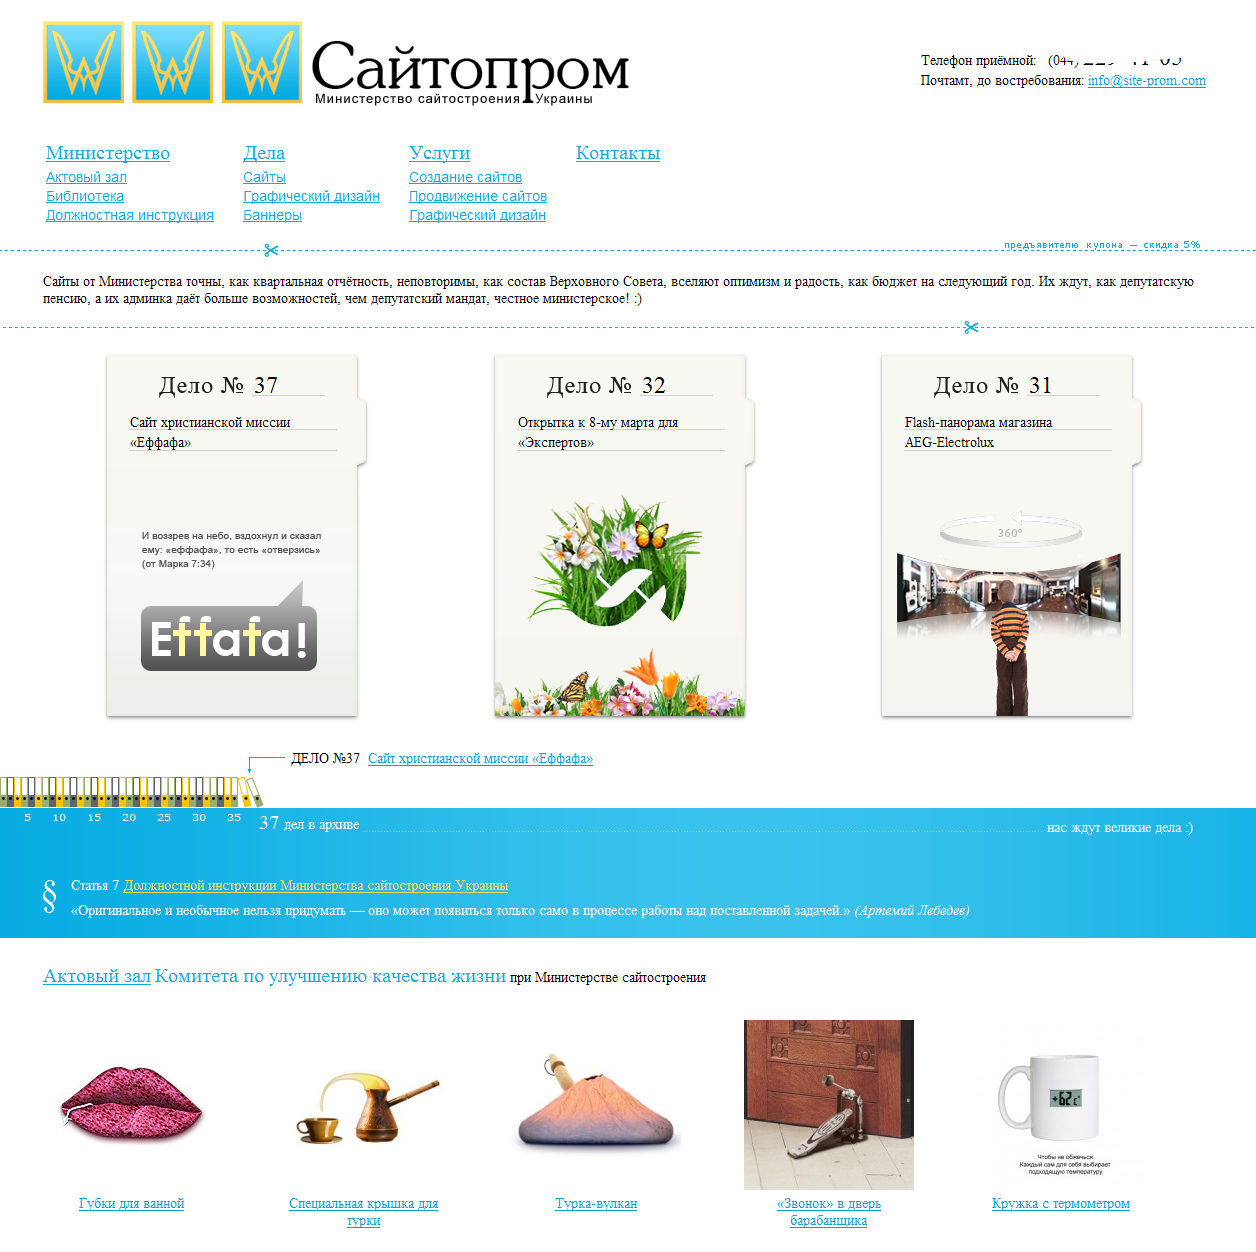 Сайтопром
Министерство сайтостроения Украины
Телефон приёмной: (044)
Почтамт, до востребования: info@site-prom.com
Министерство
Актовый зал
Библиотека
Должностная инструкция
Дела
Сайты
Графический дизайн
Баннеры
Услуги
Создание сайтов
Продвижение сайтов
Графический дизайн
Контакты
предъявителю купона — скидка 5%
Сайты от Министерства точны, как квартальная отчётность, неповторимы, как состав Верховного Совета, вселяют оптимизм и радость, как бюджет на следующий год. Их ждут, как депутатскую
пенсию, а их админка даёт больше возможностей, чем депутатский мандат, честное министерское! :)
Дело № 37
Сайт христианской миссии
«Еффафа»
И возврев на небо, вздохнул и сказал
ему: «еффафа», то есть «отверзись»
(от Марка 7:34)
Effafa!
Дело № 32
Открытка к 8-му марта для
«Экспертов»
Дело № 31
Flash-панорама магазина
AEG-Electrolux
360°
ДЕЛО №37 Сайт христианской миссии «Еффафа»
5 10 15 20 25 30 35
37 дел в архиве
нас ждут великие дела :)
§ Статья 7 Должностной инструкции Министерства сайтостроения Украины
«Оригинальное и необычное нельзя придумать — оно может появиться только само в процессе работы над поставленной задачей.» (Артемий Лебедев)
Актовый зал Комитета по улучшению качества жизни при Министерстве сайтостроения
+62c°
Чтобы не обжечься.
Каждый сам для себя выбирает
подходящую температуру.
Губки для ванной
Специальная крышка для
турки
Турка-вулкан
«Звонок» в дверь
барабанщика
Кружка с термометром